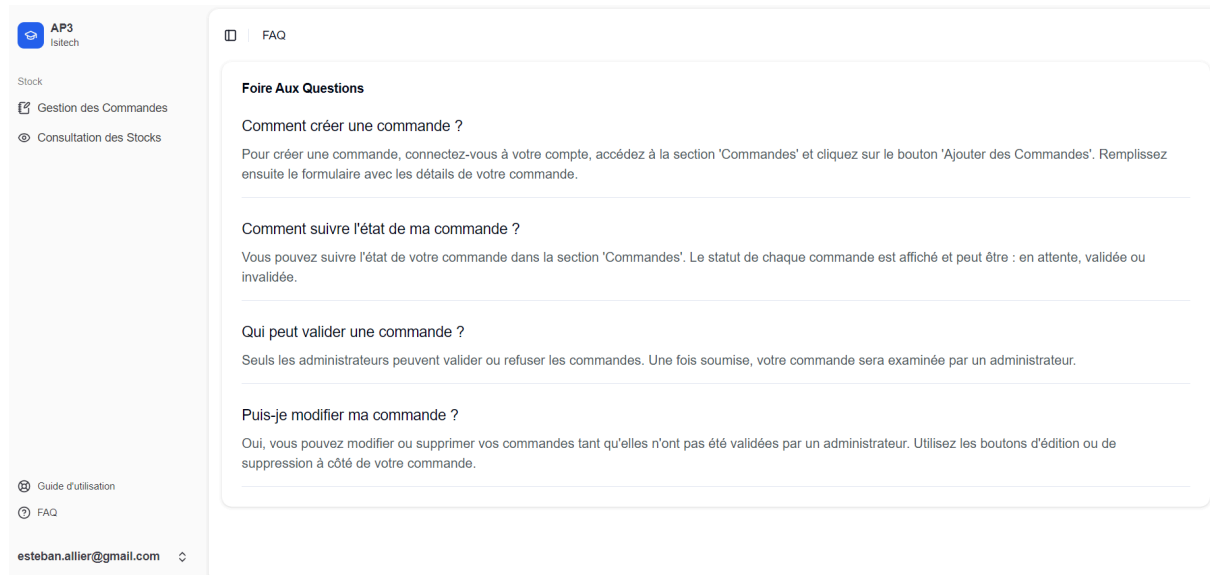 AP3
Isitech
Stock
Gestion des Commandes
Consultation des Stocks
Guide d'utilisation
FAQ
esteban.allier@gmail.com
FAQ
Foire Aux Questions
Comment créer une commande ?
Pour créer une commande, connectez-vous à votre compte, accédez à la section 'Commandes' et cliquez sur le bouton 'Ajouter des Commandes'. Remplissez
ensuite le formulaire avec les détails de votre commande.
Comment suivre l'état de ma commande ?
Vous pouvez suivre l'état de votre commande dans la section 'Commandes'. Le statut de chaque commande est affiché et peut être : en attente, validée ou
invalidée.
Qui peut valider une commande ?
Seuls les administrateurs peuvent valider ou refuser les commandes. Une fois soumise, votre commande sera examinée par un administrateur.
Puis-je modifier ma commande ?
Oui, vous pouvez modifier ou supprimer vos commandes tant qu'elles n'ont pas été validées par un administrateur. Utilisez les boutons d'édition ou de
suppression à côté de votre commande.